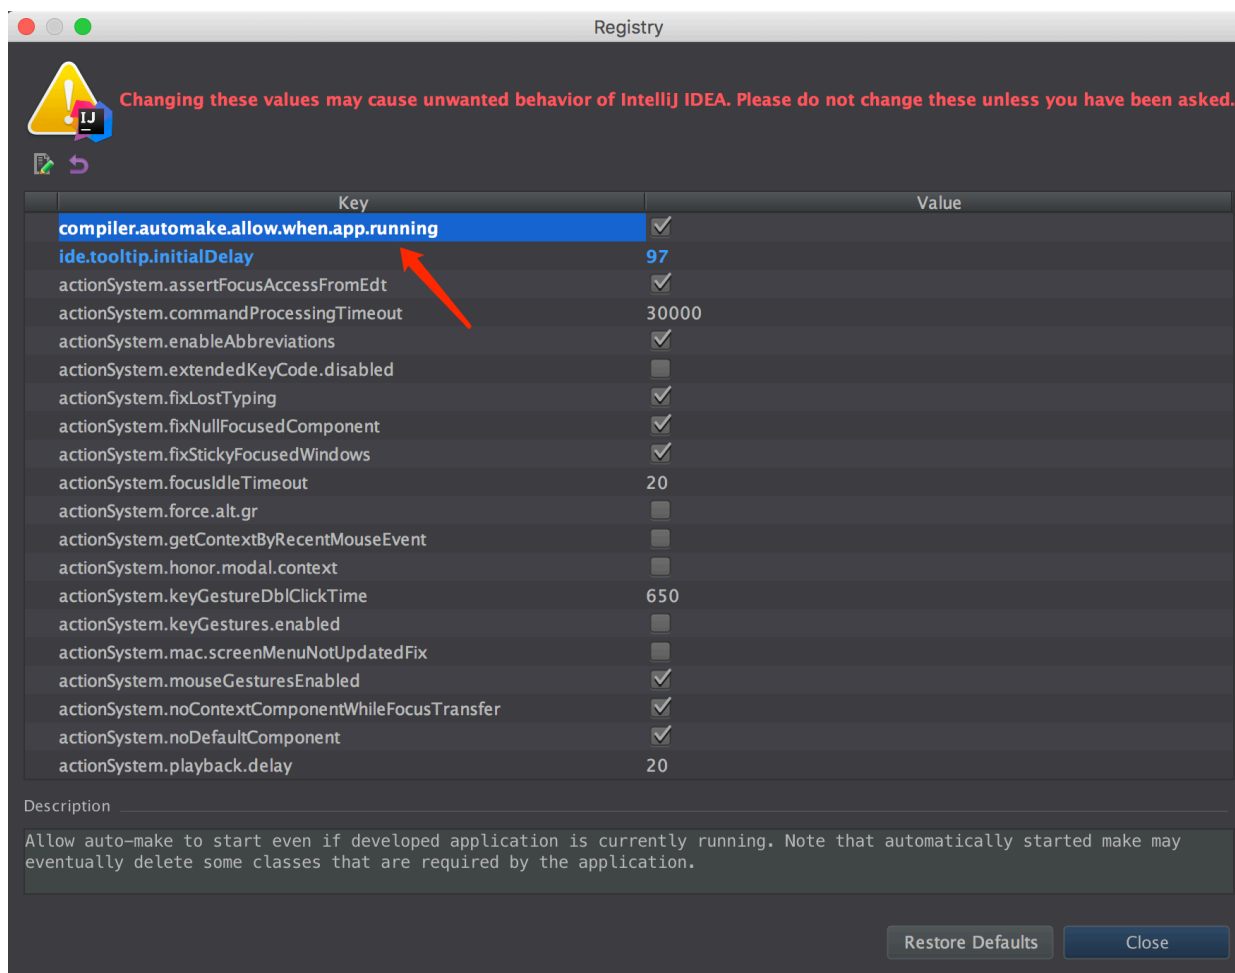 Registry
Changing these values may cause unwanted behavior of IntelliJ IDEA. Please do not change these unless you have been asked.
IJ
Key Value
compiler.automake.allow.when.app.running
ide.tooltip.initialDelay 97
actionSystem.assertFocusAccessFromEdt
actionSystem.commandProcessingTimeout 30000
actionSystem.enableAbbreviations
actionSystem.extendedKeyCode.disabled
actionSystem.fixLostTyping
actionSystem.fixNullFocusedComponent
actionSystem.fixStickyFocusedWindows
actionSystem.focusIdleTimeout 20
actionSystem.force.alt.gr
actionSystem.getContextByRecentMouseEvent
actionSystem.honor.modal.context
actionSystem.keyGestureDblClickTime 650
actionSystem.keyGestures.enabled
actionSystem.mac.screenMenuNotUpdatedFix
actionSystem.mouseGesturesEnabled
actionSystem.noContextComponentWhileFocusTransfer
actionSystem.noDefaultComponent
actionSystem.playback.delay 20
Description
Allow auto-make to start even if developed application is currently running. Note that automatically started make may
eventually delete some classes that are required by the application.
Restore Defaults Close